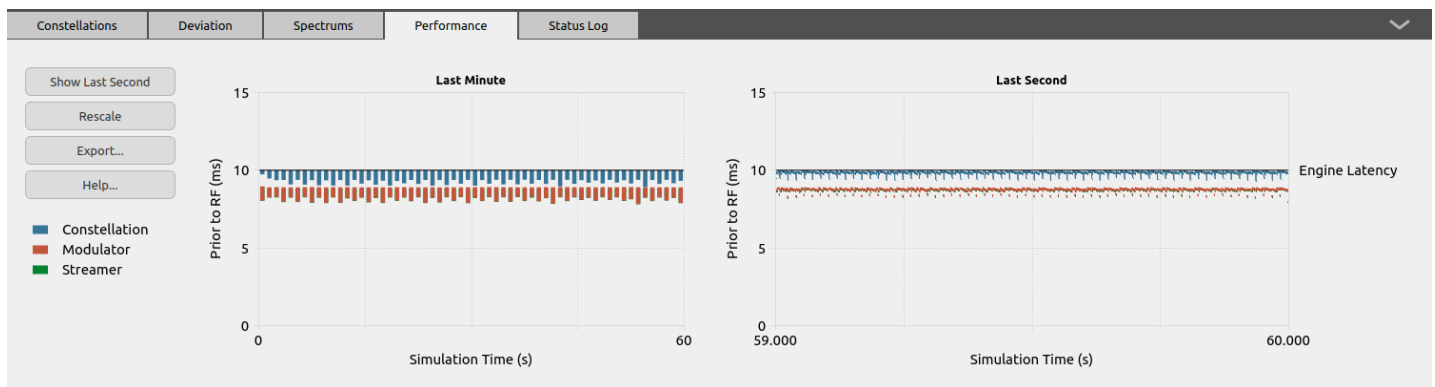 Constellations
Deviation
Spectrums
Performance
Status Log
Show Last Second
Rescale
Export...
Help...
Constellation
Modulator
Streamer
Last Minute
Prior to RF (ms)
15
10
5
0
0
60
Simulation Time (s)
Last Second
Prior to RF (ms)
15
10
5
0
59.000
60.000
Simulation Time (s)
Engine Latency